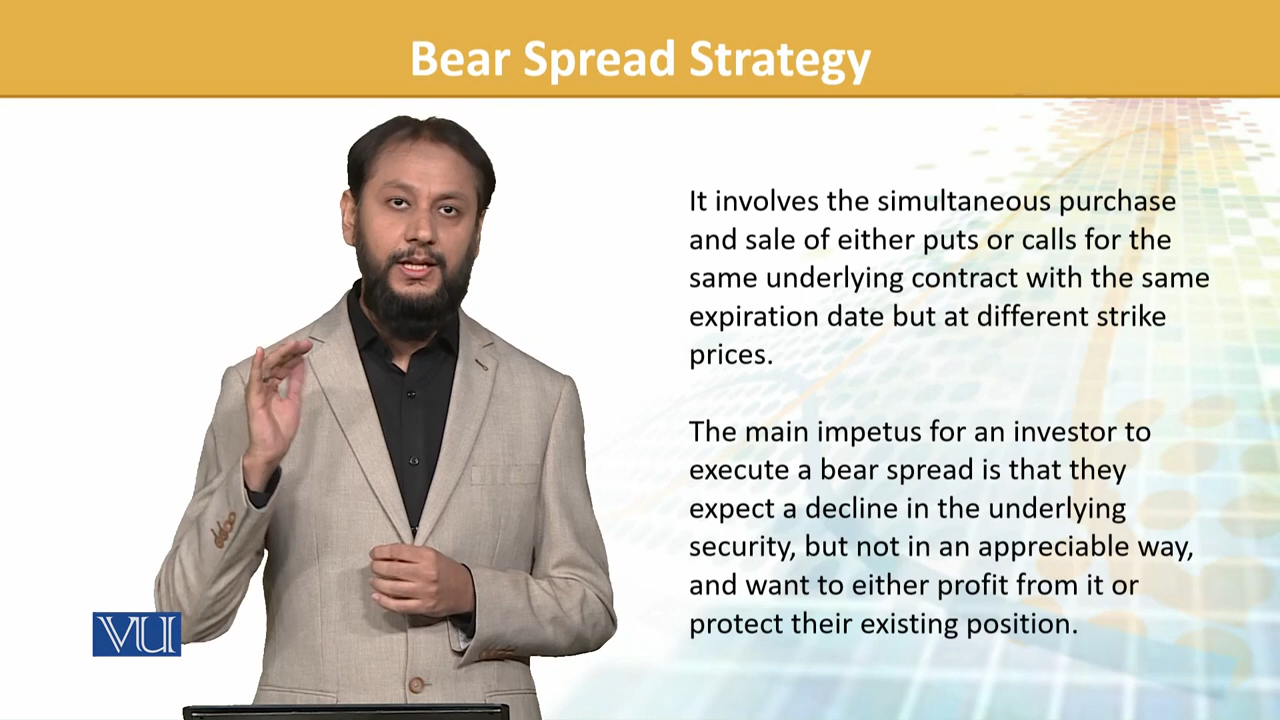 Bear Spread Strategy
It involves the simultaneous purchase
and sale of either puts or calls for the
same underlying contract with the same
expiration date but at different strike
prices.
The main impetus for an investor to
execute a bear spread is that they
expect a decline in the underlying
security, but not in an appreciable way,
and want to either profit from it or
protect their existing position.
VU